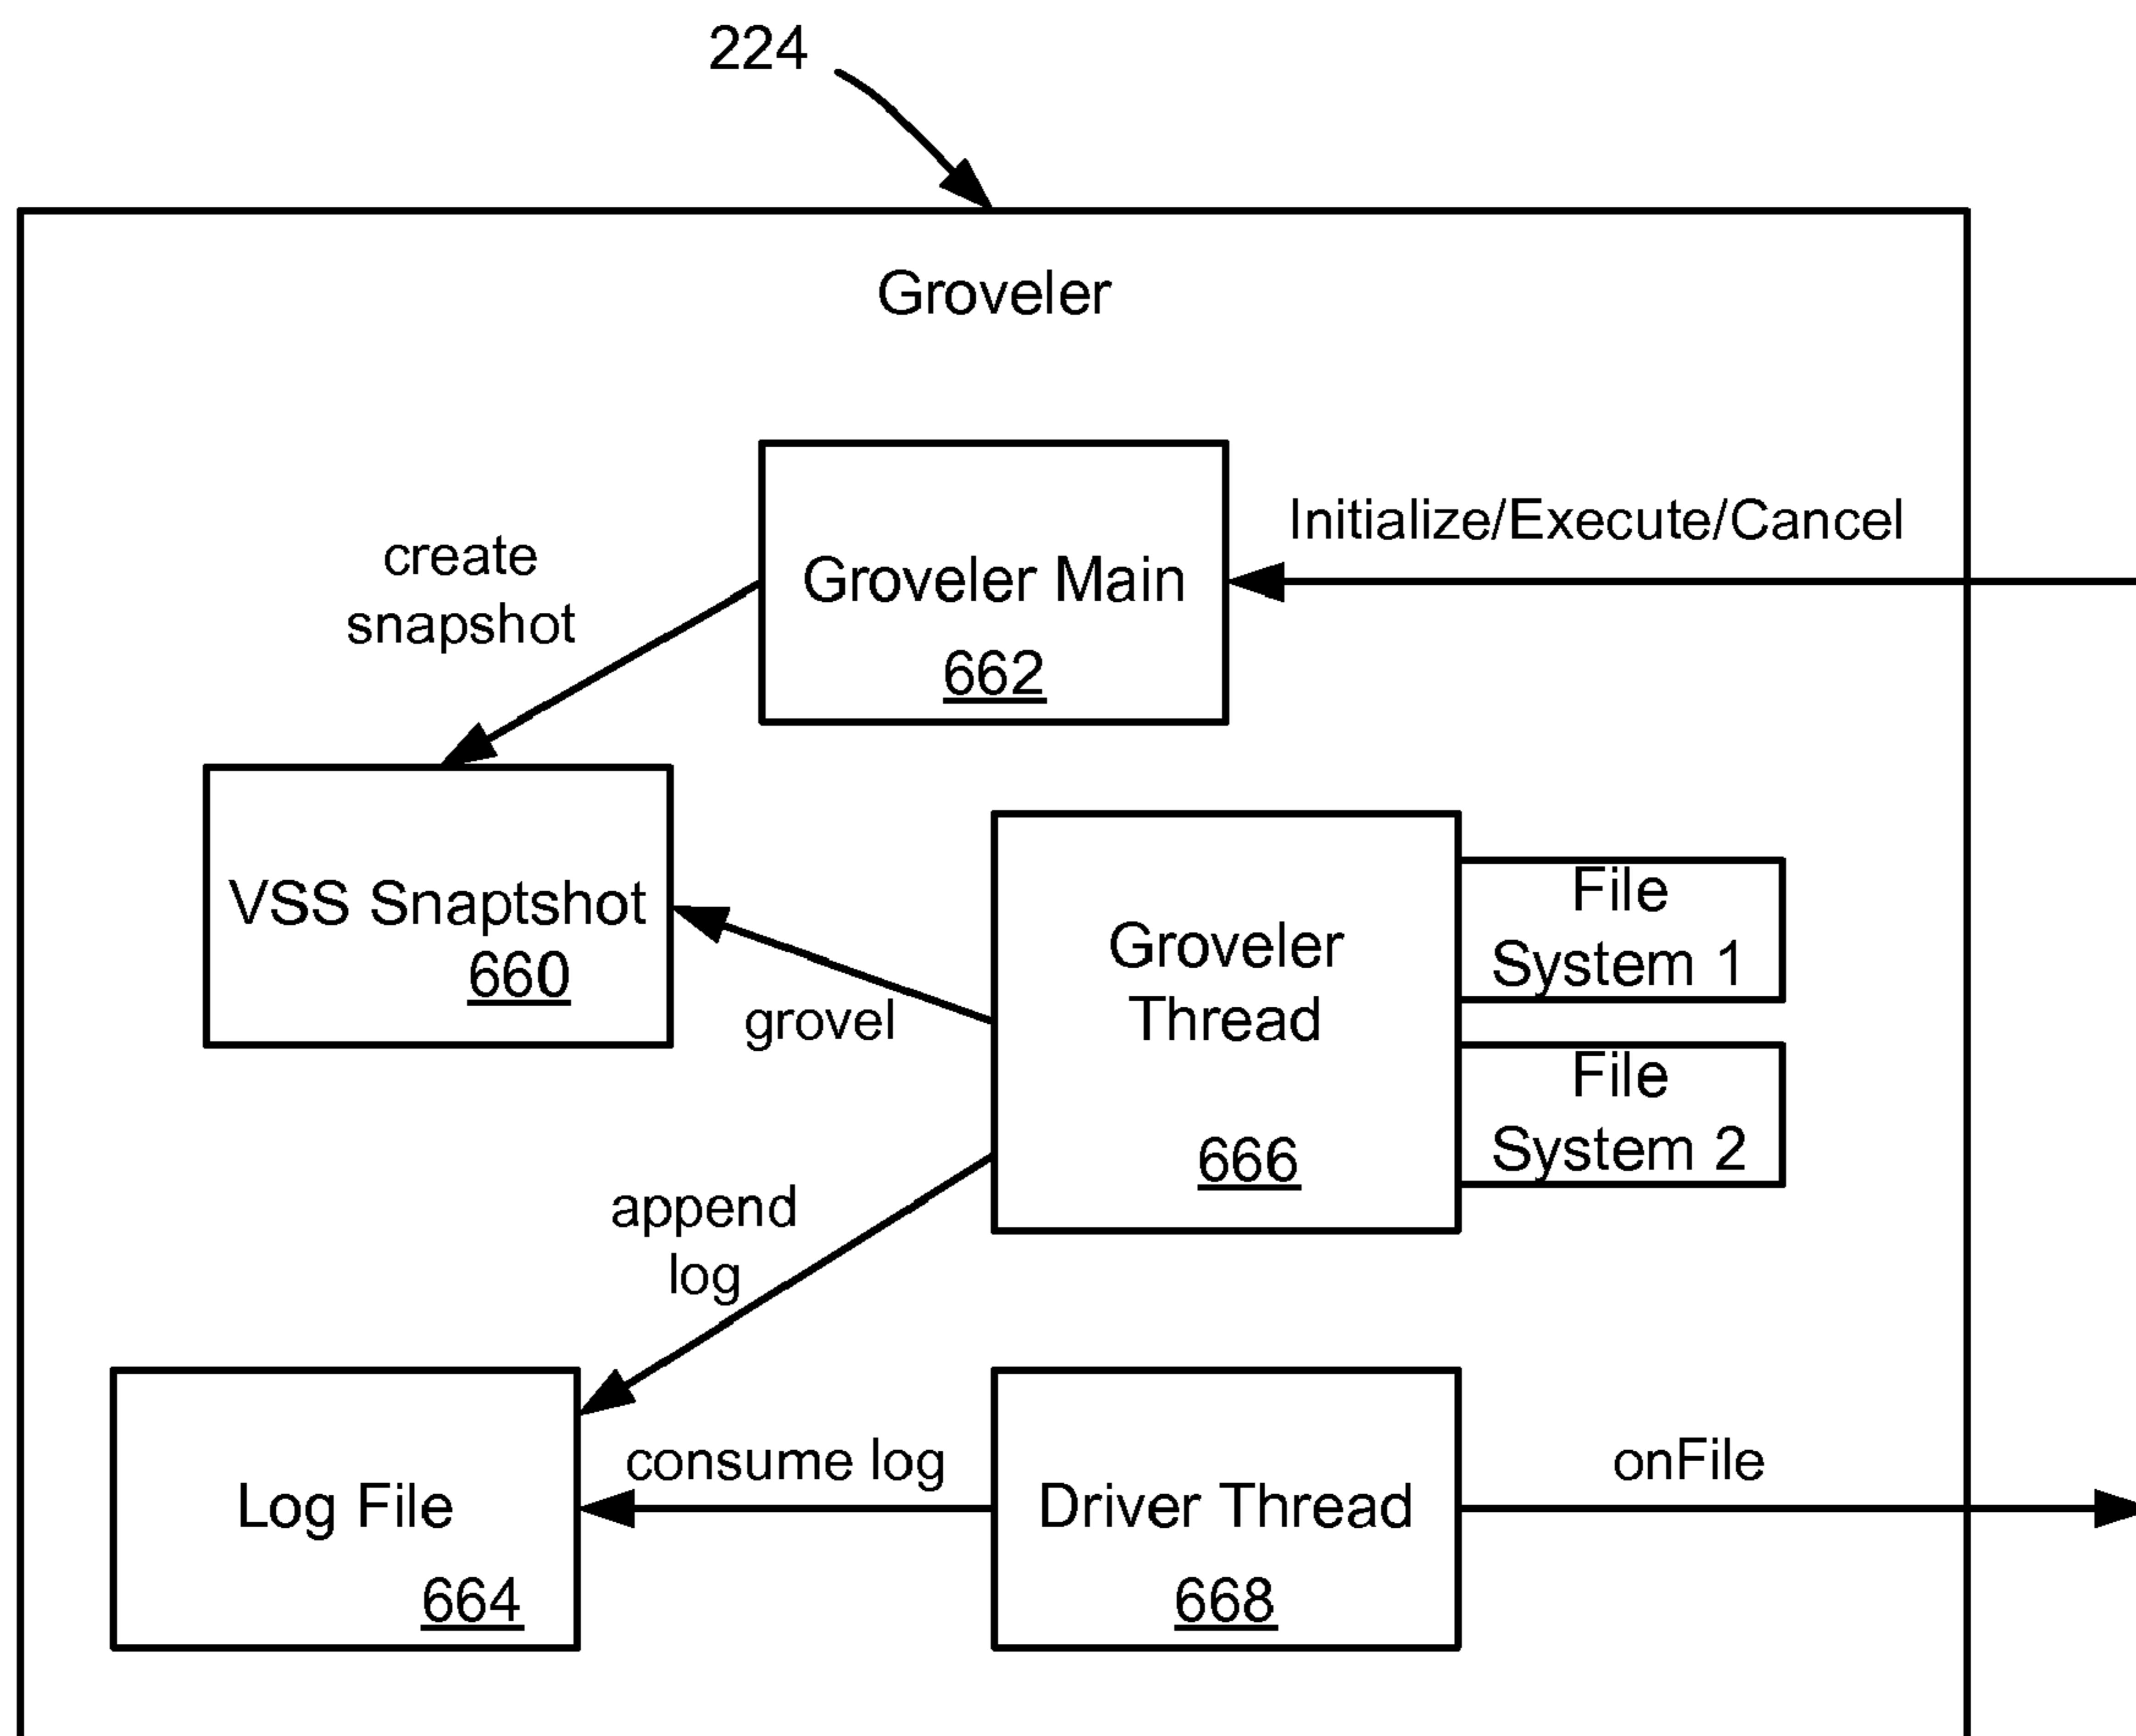 224
Groveler
Initialize/Execute/Cancel
create
snapshot
Groveler Main
662
VSS Snaptshot
660
grovel
Groveler
Thread
666
File
System 1
File
System 2
append
log
Log File
664
consume log
Driver Thread
668
onFile